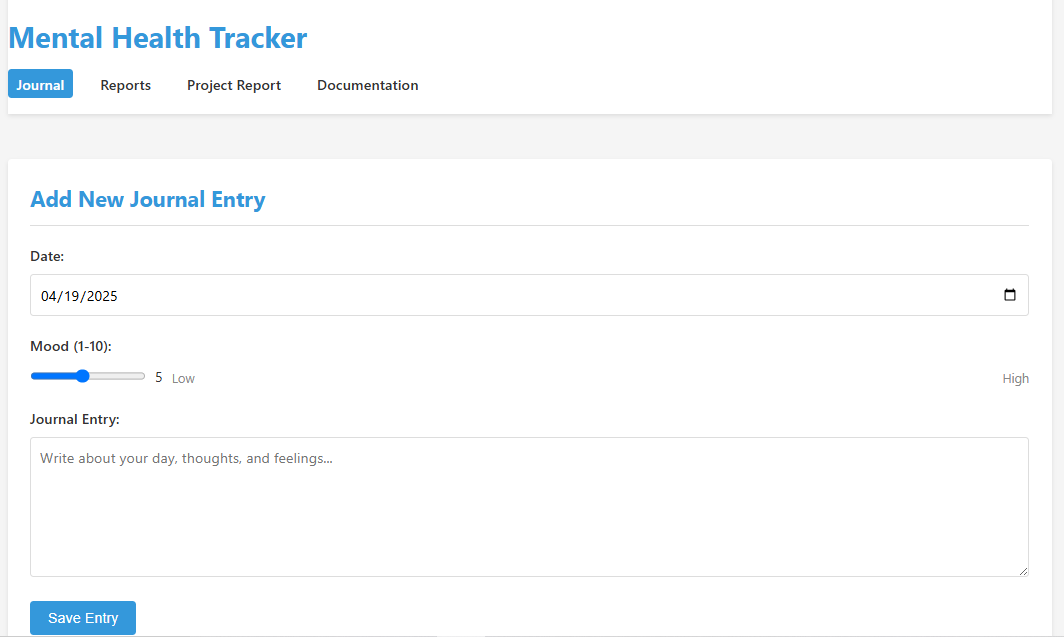 Mental Health Tracker
Journal Reports Project Report Documentation
Add New Journal Entry
Date:
04/19/2025
Mood (1-10):
5 Low High
Journal Entry:
Write about your day, thoughts, and feelings...
Save Entry